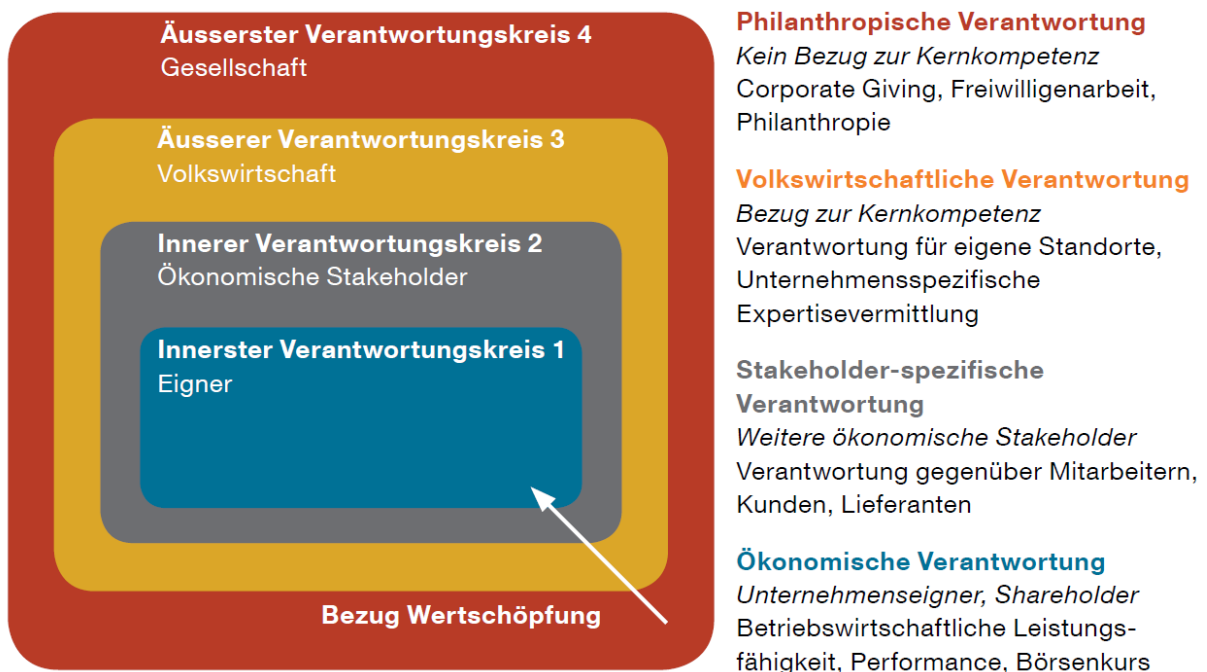 Äusserster Verantwortungskreis 4
Gesellschaft
Äusserer Verantwortungskreis 3
Volkswirtschaft
Innerer Verantwortungskreis 2
Ökonomische Stakeholder
Innerster Verantwortungskreis 1
Eigner
Bezug Wertschöpfung
Philanthropische Verantwortung
Kein Bezug zur Kernkompetenz
Corporate Giving, Freiwilligenarbeit,
Philanthropie
Volkswirtschaftliche Verantwortung
Bezug zur Kernkompetenz
Verantwortung für eigene Standorte,
Unternehmensspezifische
Expertisevermittlung
Stakeholder-spezifische
Verantwortung
Weitere ökonomische Stakeholder
Verantwortung gegenüber Mitarbeitern,
Kunden, Lieferanten
Ökonomische Verantwortung
Unternehmenseigner, Shareholder
Betriebswirtschaftliche Leistungs-
fähigkeit, Performance, Börsenkurs